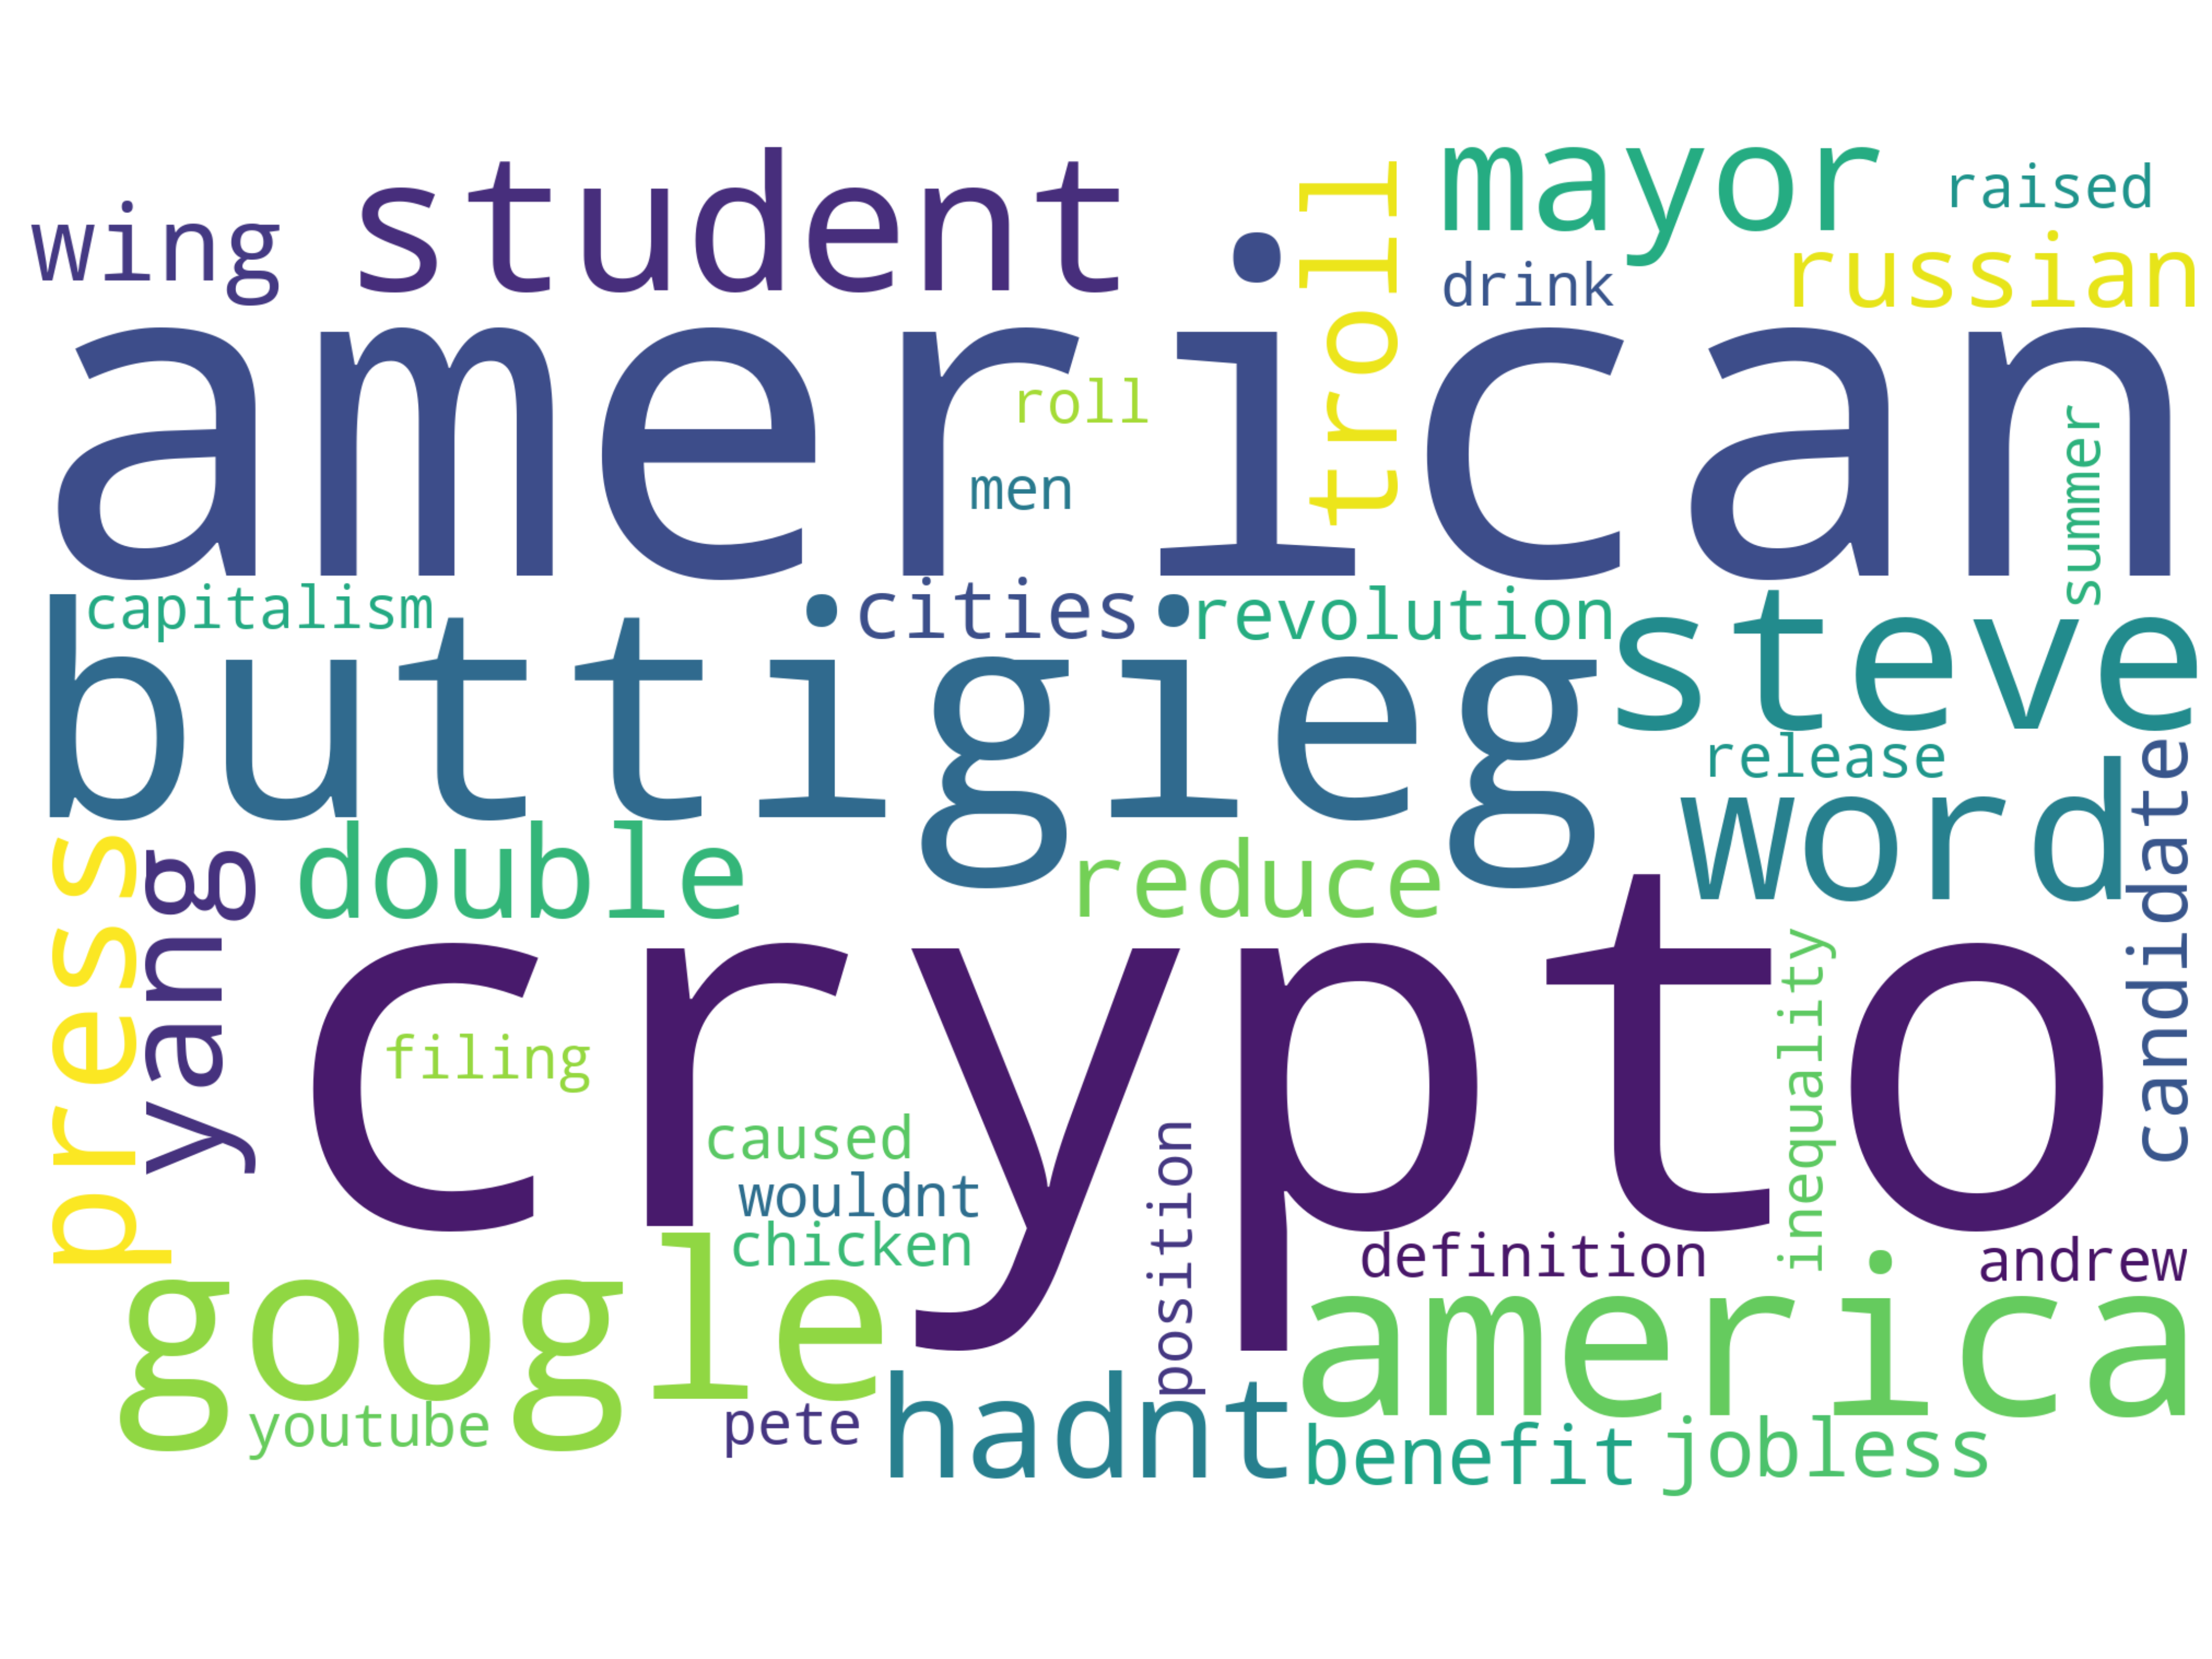 wing
student
troll
mayor
raised
drink
russian
american
roll
men
summer
capitalism
cities
revolution
buttigieg
steve
release
word
candidate
press
yang
double
reduce
crypto
inequality
filing
caused
wouldnt
chicken
position
definition
andrew
google
america
youtube
pete
hadnt
benefit
jobless